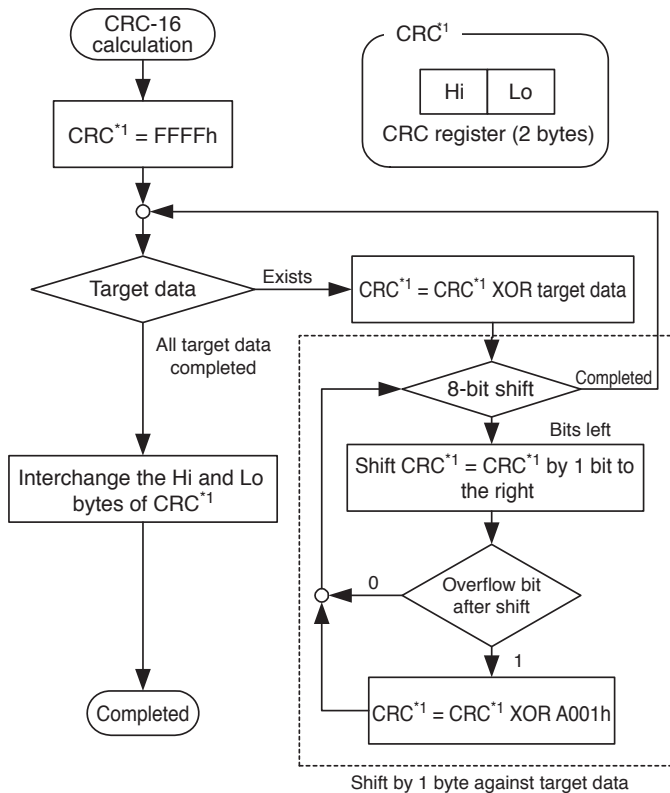 CRC-16
calculation
CRC*1
Hi Lo
CRC register (2 bytes)
CRC*1 = FFFFh
Target data
Exists
CRC*1 = CRC*1 XOR target data
All target data
completed
8-bit shift
Completed
Bits left
Interchange the Hi and Lo
bytes of CRC*1
Shift CRC*1 = CRC*1 by 1 bit to
the right
Overflow bit
after shift
0
1
CRC*1 = CRC*1 XOR A001h
Completed
Shift by 1 byte against target data